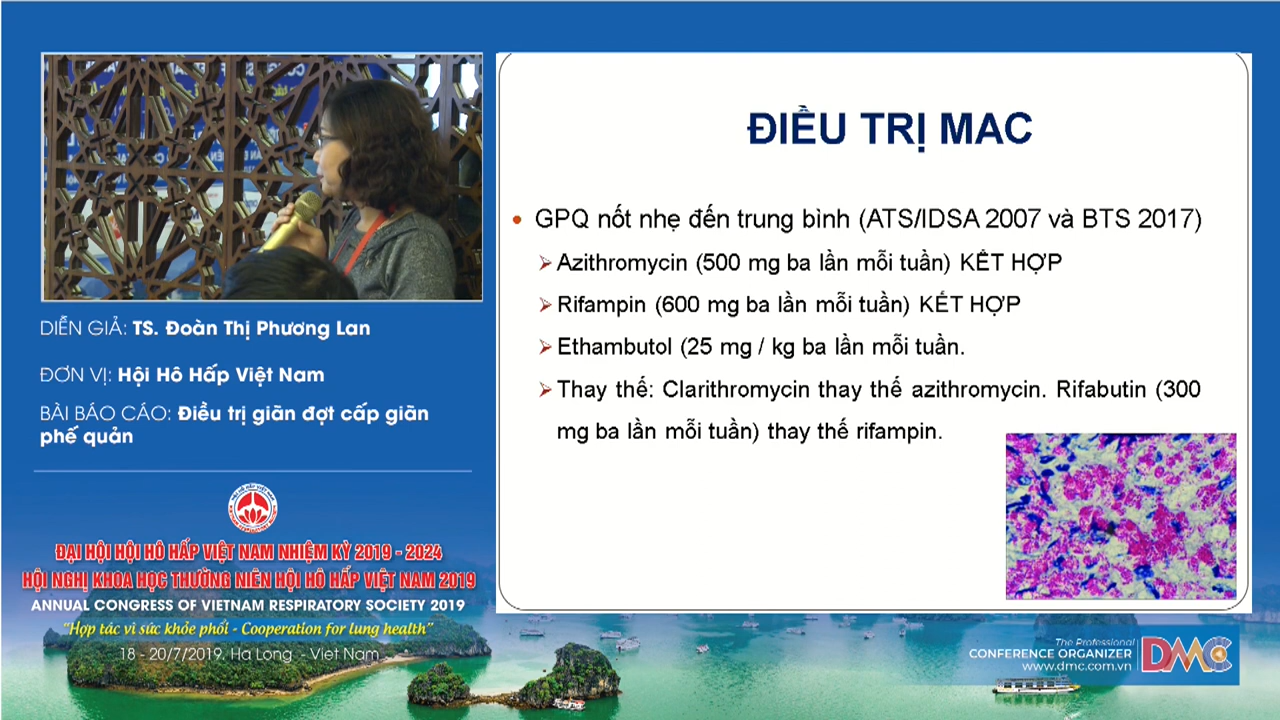 ĐIỀU TRỊ MAC
• GPQ nốt nhẹ đến trung bình (ATS/IDSA 2007 và BTS 2017)
Azithromycin (500 mg ba lần mỗi tuần) KẾT HỢP
Rifampin (600 mg ba lần mỗi tuần) KẾT HỢP
Ethambutol (25 mg / kg ba lần mỗi tuần.
Thay thế: Clarithromycin thay thế azithromycin. Rifabutin (300
mg ba lần mỗi tuần) thay thế rifampin.
DIỄN GIẢ: TS. Đoàn Thị Phương Lan
ĐƠN VỊ: Hội Hô Hấp Việt Nam
BÀI BÁO CÁO: Điều trị giãn đợt cấp giãn
phế quản
ĐẠI HỘI HỘI HÔ HẤP VIỆT NAM NHIỆM KỲ 2019 - 2024
HỘI NGHỊ KHOA HỌC THƯỜNG NIÊN HỘI HÔ HẤP VIỆT NAM 2019
ANNUAL CONGRESS OF VIETNAM RESPIRATORY SOCIETY 2019
"Hợp tác vì sức khỏe phổi - Cooperation for lung health"
18 - 20/7/2019. Ha Long - Viet Nam
The Professional
CONFERENCE ORGANIZER
www.dmc.com.vn
DMC